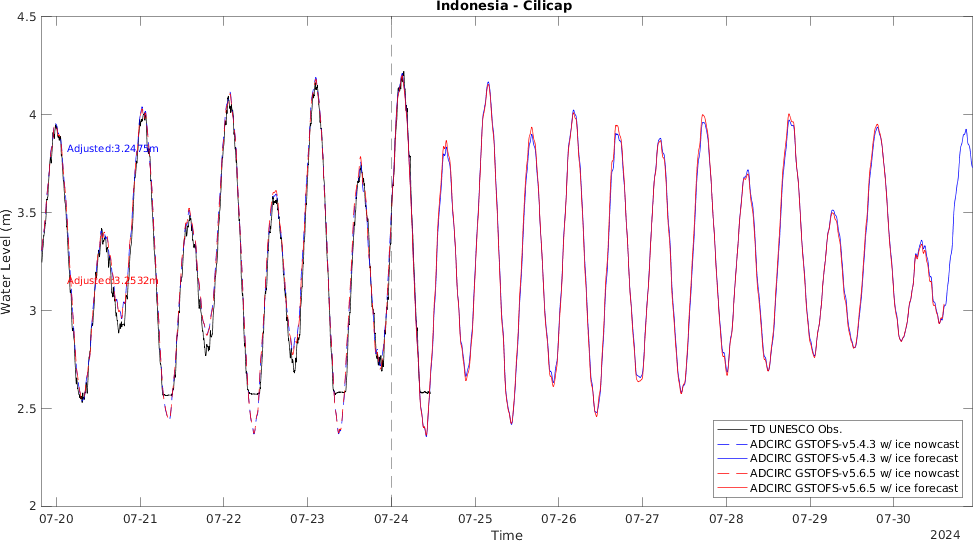 Indonesia - Cilicap
4.5
4
3.5
3
2.5
2
Water Level (m)
Adjusted:3.2475m
Adjusted:3.2532m
TD UNESCO Obs.
ADCIRC GSTOFS-v5.4.3 w/ ice nowcast
ADCIRC GSTOFS-v5.4.3 w/ ice forecast
ADCIRC GSTOFS-v5.6.5 w/ ice nowcast
ADCIRC GSTOFS-v5.6.5 w/ ice forecast
07-20 07-21 07-22 07-23 07-24 07-25 07-26 07-27 07-28 07-29 07-30
Time
2024